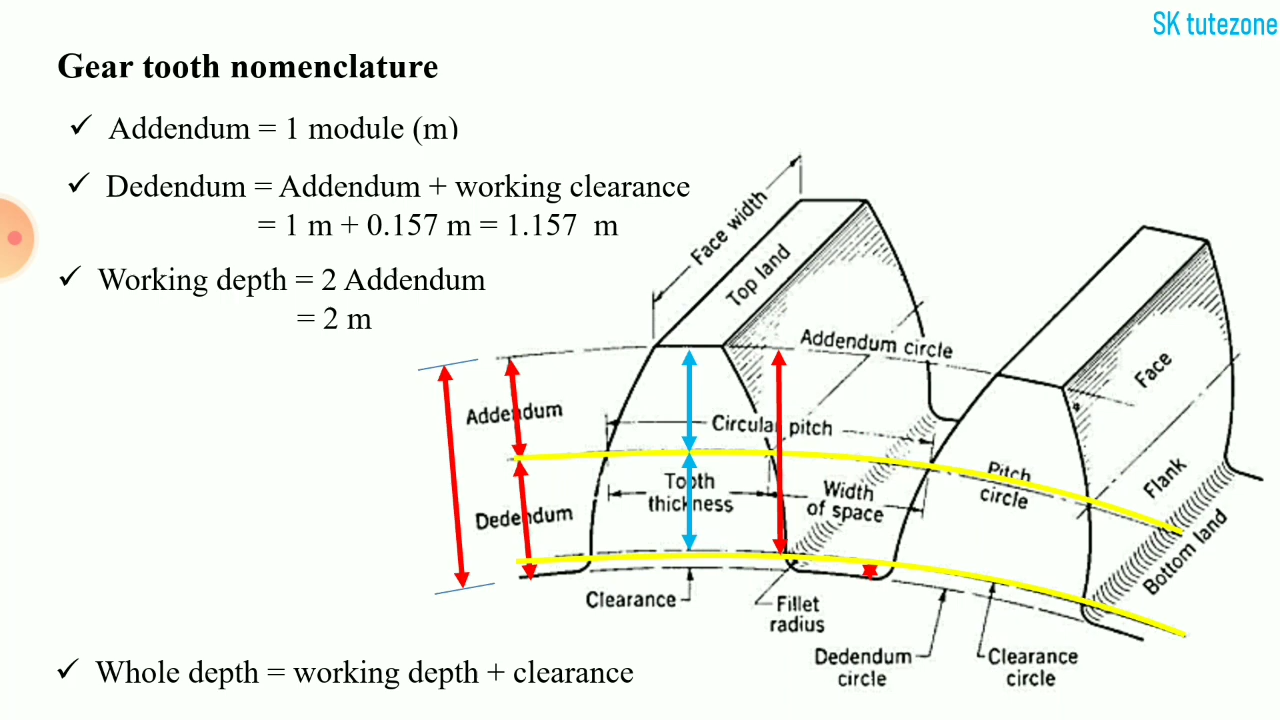 SK tutezone
Gear tooth nomenclature
✓ Addendum = 1 module (m)
✓ Dedendum = Addendum + working clearance
= 1 m + 0.157 m = 1.157 m
✓ Working depth = 2 Addendum
= 2 m
Face width
Top land
Addendum circle
Face
Addendum
Circular pitch
Pitch
circle
Flank
Tooth
thickness
Width
of space
Dedendum
Bottom land
Clearance
Fillet
radius
Dedendum
circle
Clearance
circle
✓ Whole depth = working depth + clearance